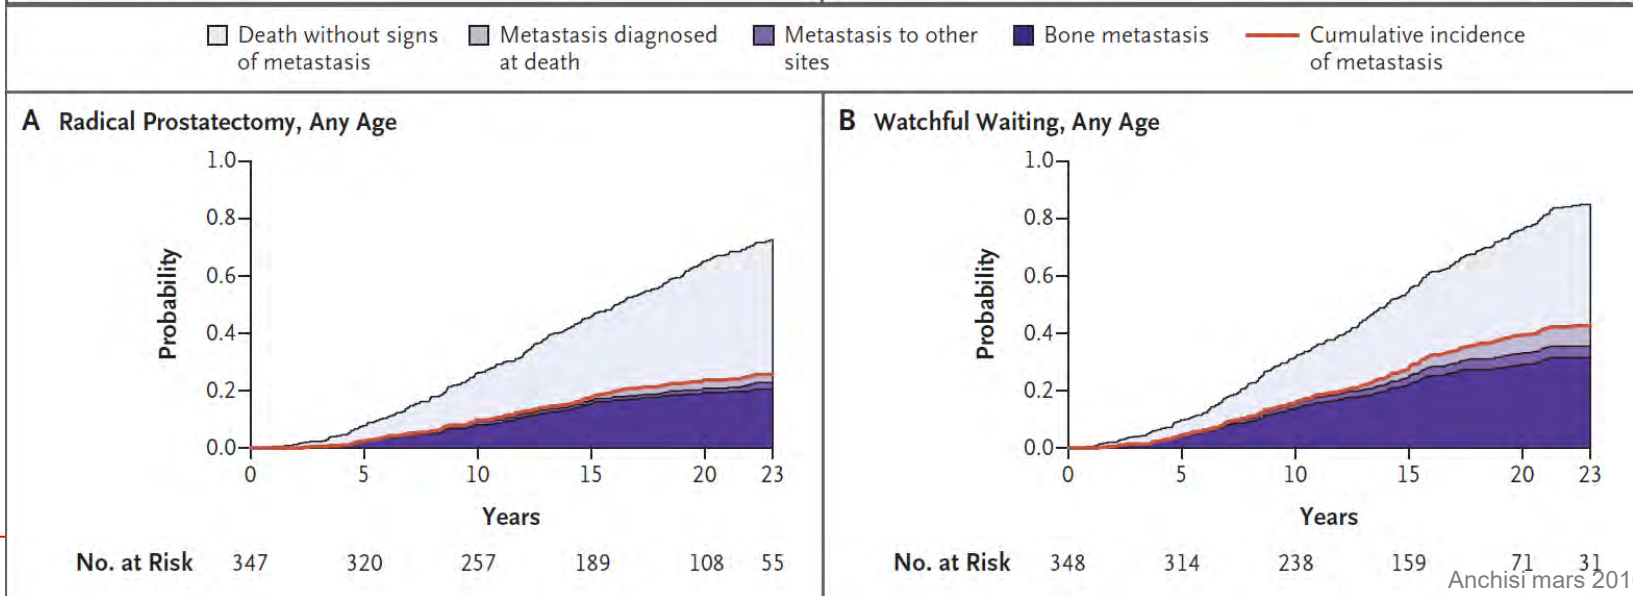 Death without signs of metastasis
Metastasis diagnosed at death
Metastasis to other sites
Bone metastasis
Cumulative incidence of metastasis
A Radical Prostatectomy, Any Age
1.0
0.8
0.6
0.4
0.2
0.0
Probability
0 5 10 15 20 23
Years
No. at Risk 347 320 257 189 108 55
B Watchful Waiting, Any Age
1.0
0.8
0.6
0.4
0.2
0.0
Probability
0 5 10 15 20 23
Years
No. at Risk 348 314 238 159 71 31
Anchisi mars 201